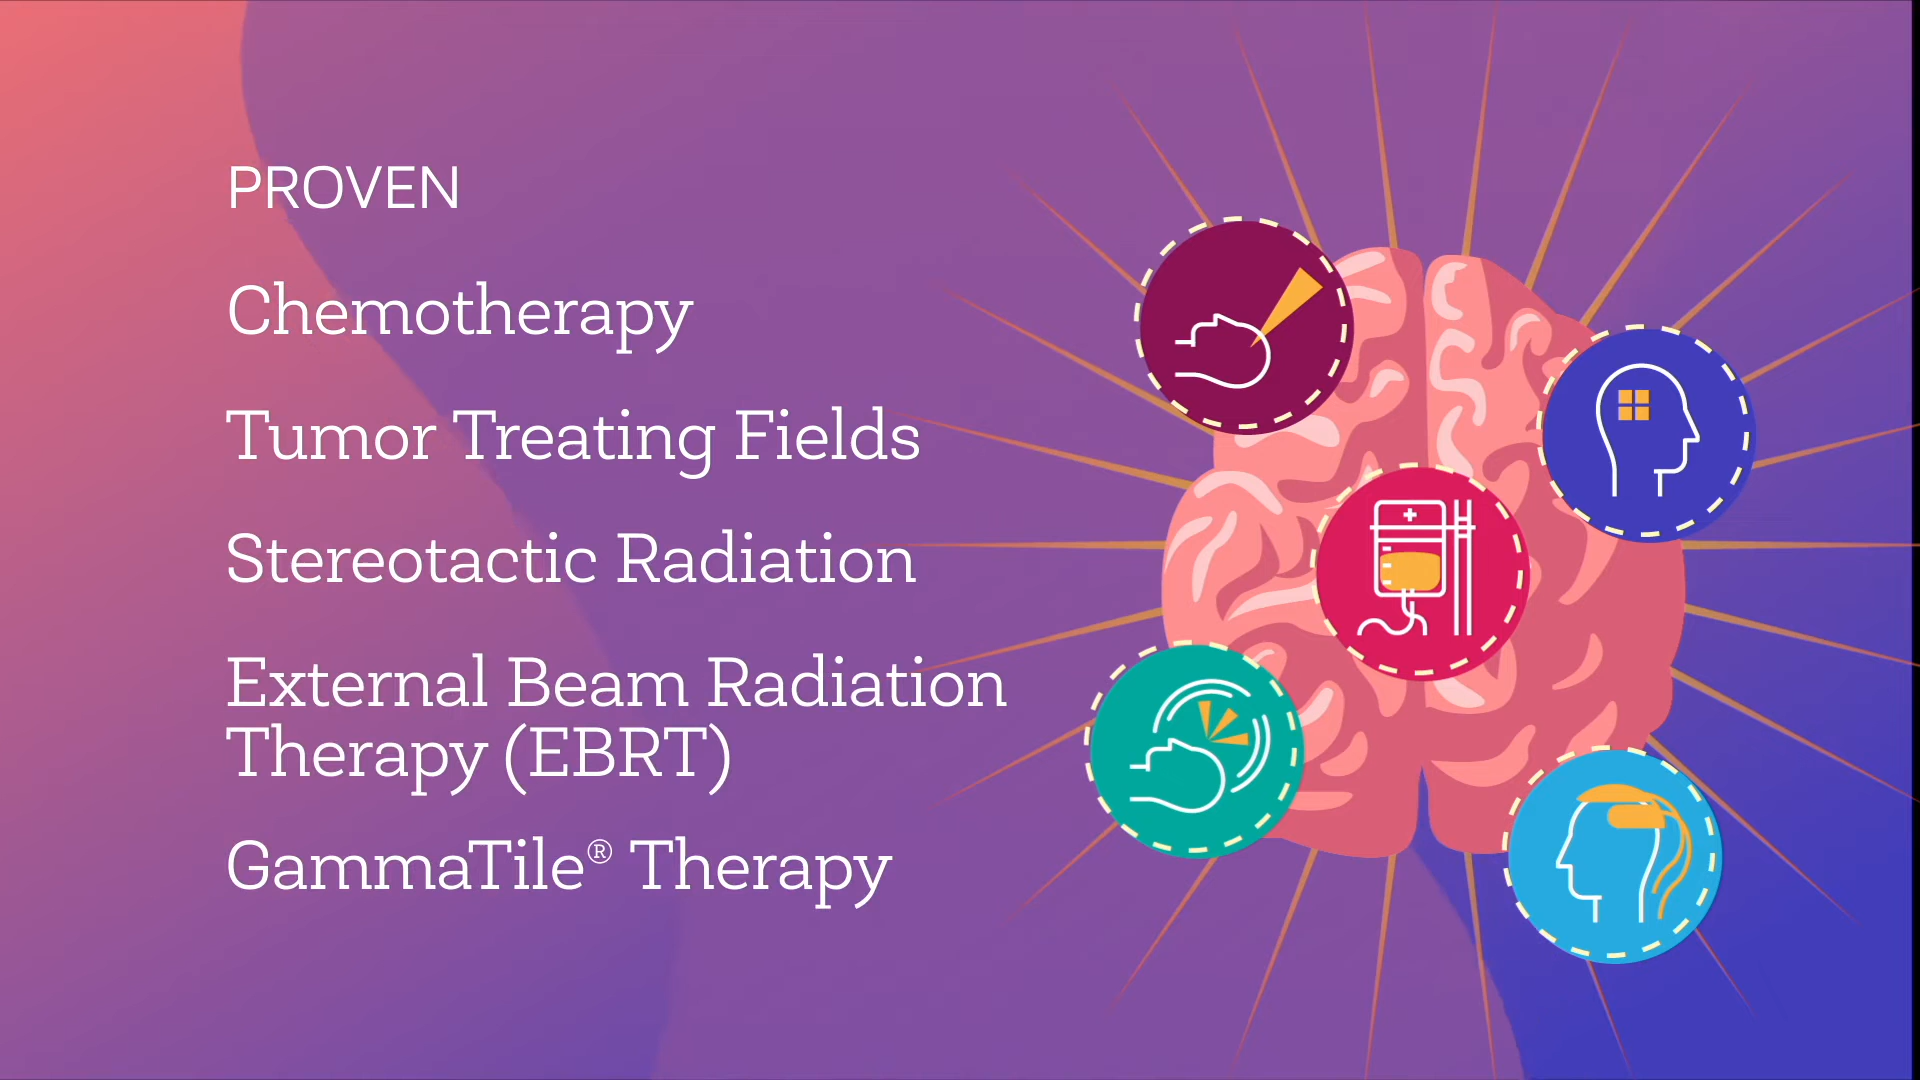 PROVEN
Chemotherapy
Tumor Treating Fields
Stereotactic Radiation
External Beam Radiation
Therapy (EBRT)
GammaTile® Therapy